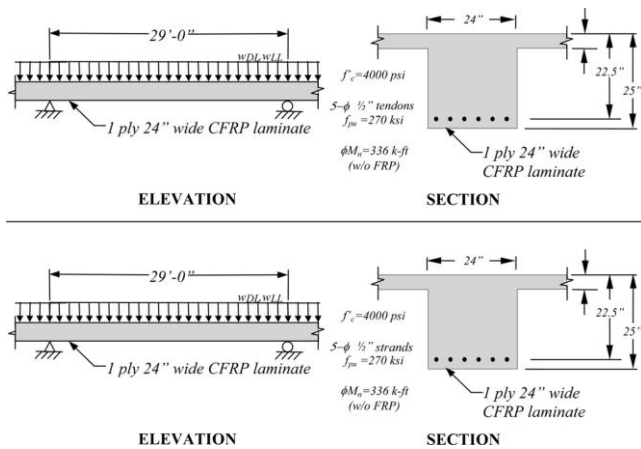 29'-0"
wDL wLL
1 ply 24" wide CFRP laminate
ELEVATION
24"
f'c=4000 psi
5–ϕ ½" tendons
fpu=270 ksi
ϕMn=336 k-ft
(w/o FRP)
22.5"
25"
1 ply 24" wide
CFRP laminate
SECTION
29'-0"
wDL wLL
1 ply 24" wide CFRP laminate
ELEVATION
24"
f'c=4000 psi
5–ϕ ½" strands
fpu=270 ksi
ϕMn=336 k-ft
(w/o FRP)
22.5"
25"
1 ply 24" wide
CFRP laminate
SECTION